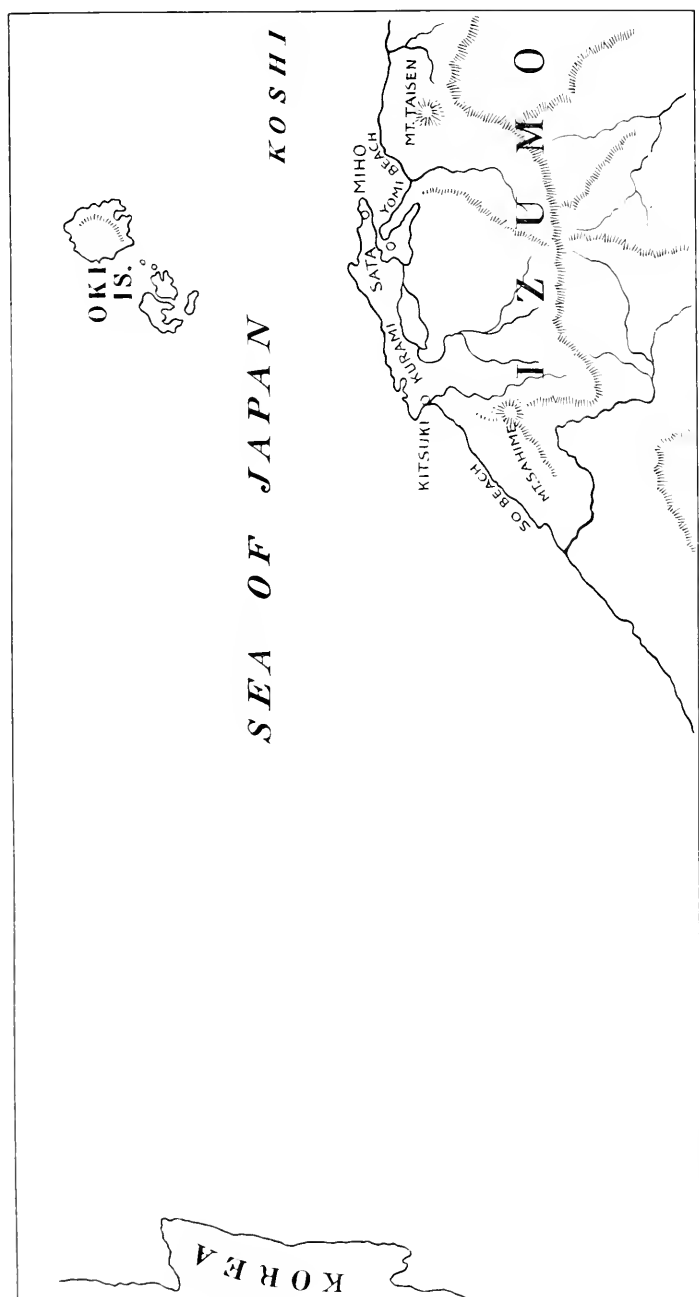 KOSHI
OKI
IS.
SEA OF JAPAN
MIHO
YOMI BEACH
MT. TAISEN
SATA
KURAMI
KITSUKI
IZUMO
SO BEACH
MT. SAHIME
KOREA